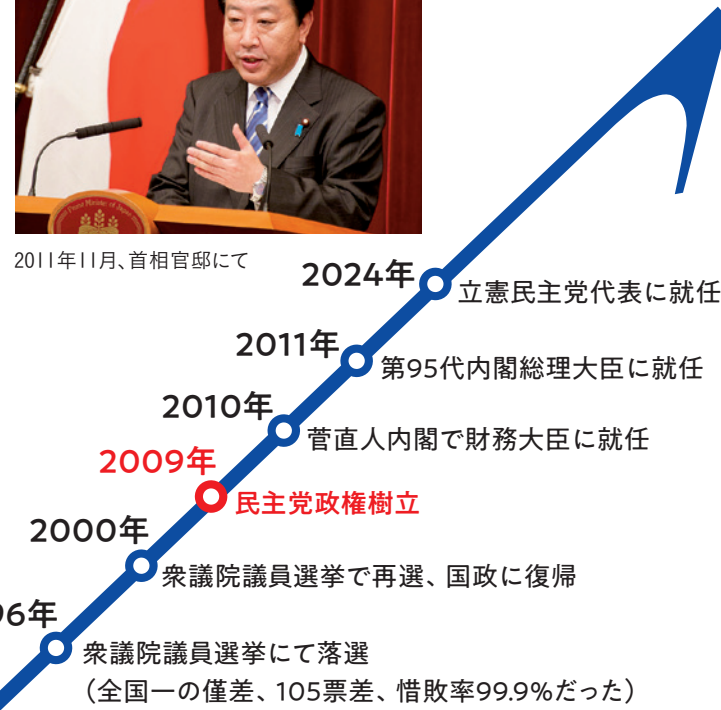 2011年11月、首相官邸にて
2024年
立憲民主党代表に就任
2011年
第95代内閣総理大臣に就任
2010年
菅直人内閣で財務大臣に就任
2009年
民主党政権樹立
2000年
衆議院議員選挙で再選、国政に復帰
96年
衆議院議員選挙にて落選
（全国一の僅差、105票差、惜敗率99.9%だった）